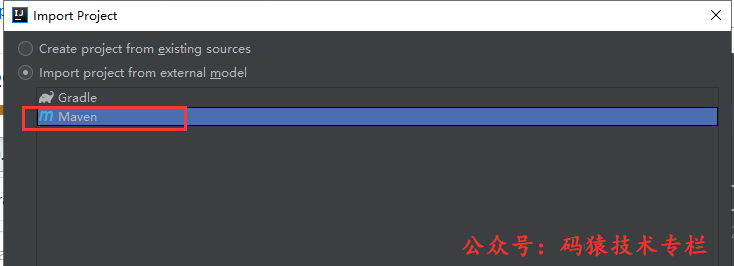 Import Project
Create project from existing sources
Import project from external model
Gradle
Maven
公众号：码猿技术专栏